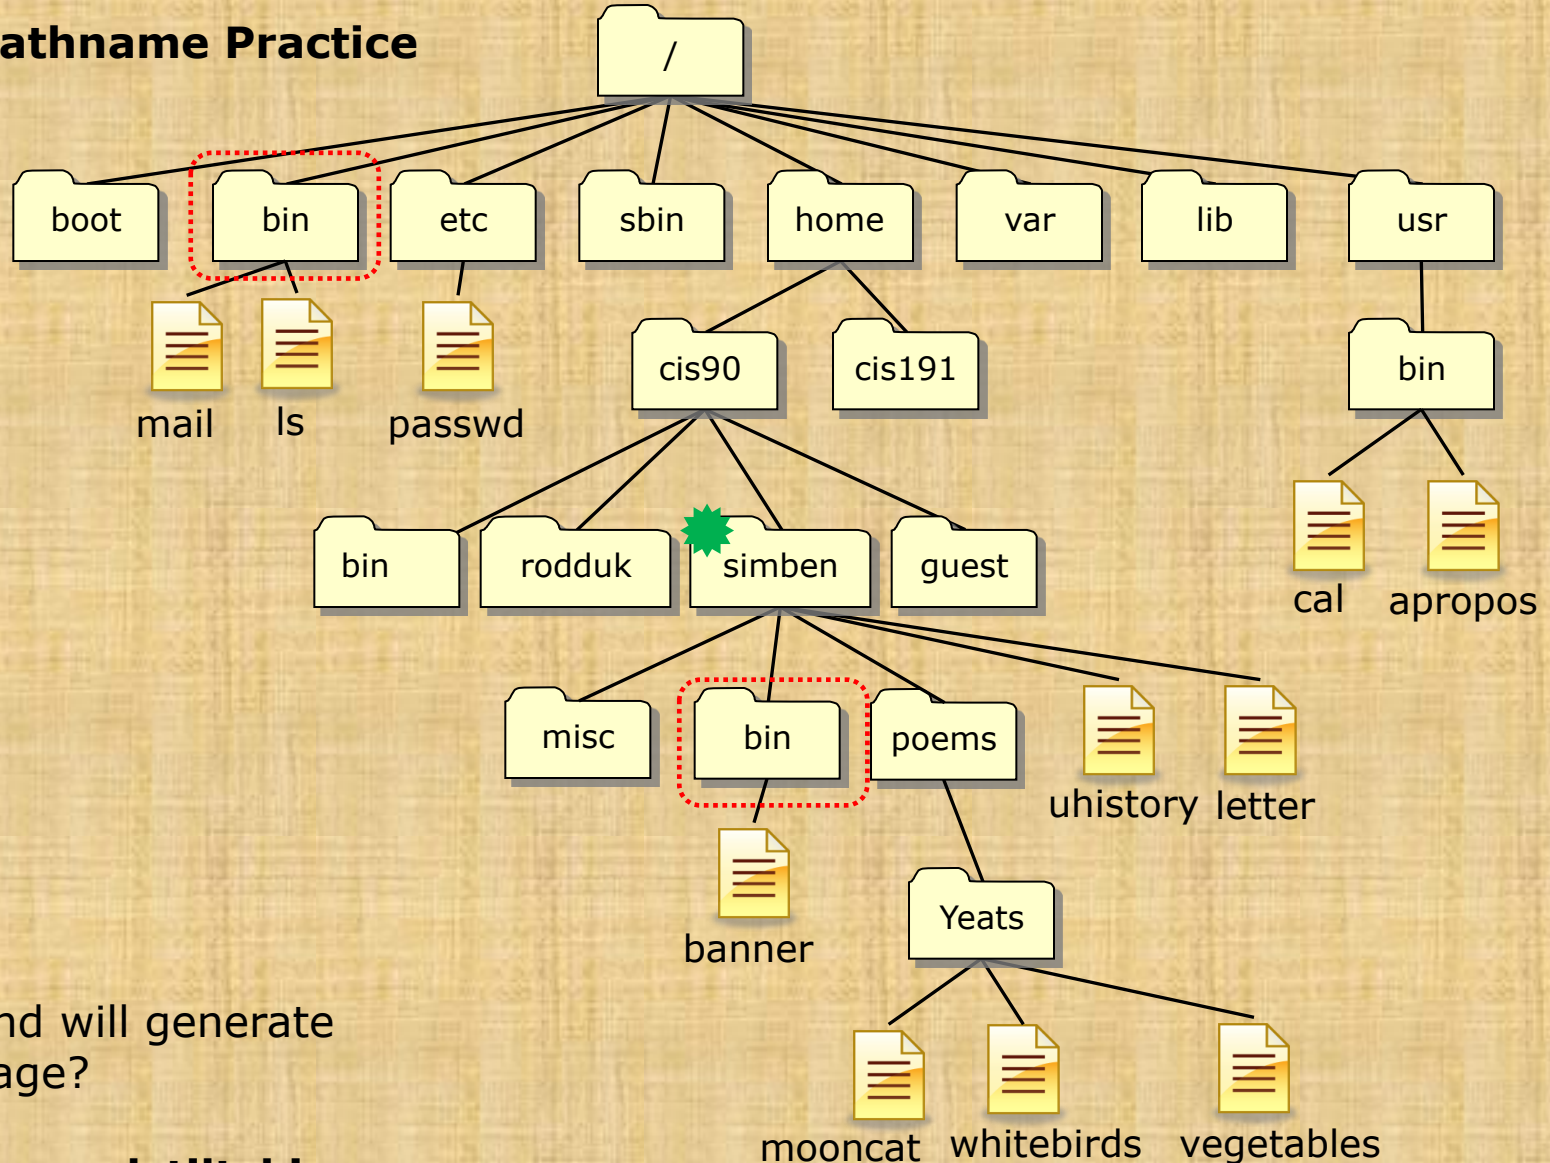 athname Practice
/
boot
bin
etc
sbin
home
var
lib
usr
mail
ls
passwd
cis90
cis191
bin
cal
apropos
bin
rodduk
simben
guest
misc
bin
poems
uhistory
letter
banner
Yeats
nd will generate
age?
mooncat
whitebirds
vegetables